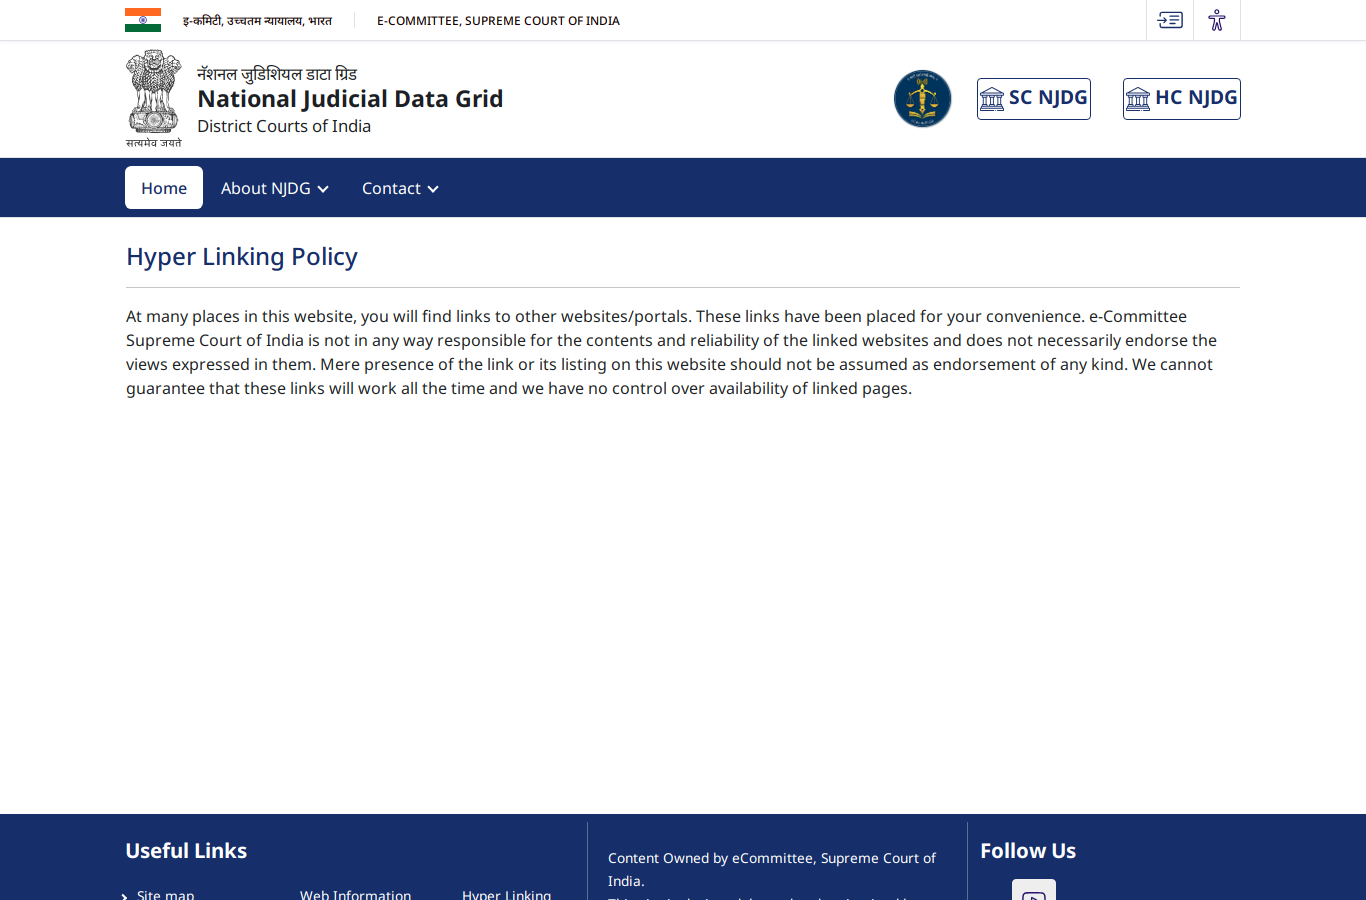 इ-कमिटी, उच्चतम न्यायालय, भारत
E-COMMITTEE, SUPREME COURT OF INDIA
नॅशनल जुडिशियल डाटा ग्रिड
National Judicial Data Grid
District Courts of India
सत्यमेव जयते
SC NJDG
HC NJDG
Home
About NJDG
Contact
Hyper Linking Policy
At many places in this website, you will find links to other websites/portals. These links have been placed for your convenience. e-Committee
Supreme Court of India is not in any way responsible for the contents and reliability of the linked websites and does not necessarily endorse the
views expressed in them. Mere presence of the link or its listing on this website should not be assumed as endorsement of any kind. We cannot
guarantee that these links will work all the time and we have no control over availability of linked pages.
Useful Links
Site map
Web Information
Hyper Linking
Content Owned by eCommittee, Supreme Court of
India.
Follow Us